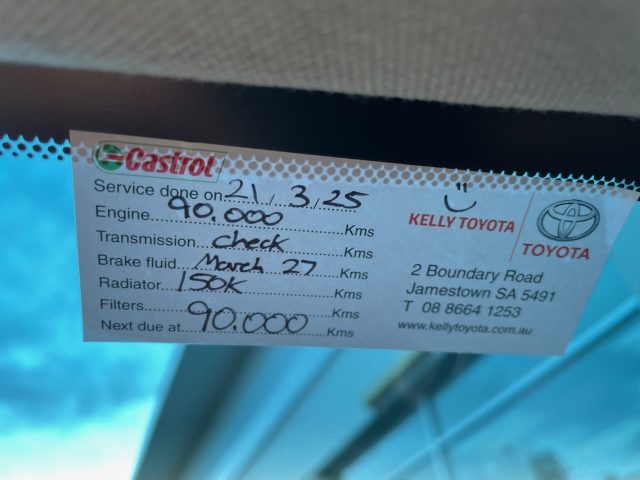 Castrol
Service done on 21/3/25
Engine 90.000 Kms
Transmission check Kms
Brake fluid March 27 Kms
Radiator 150K Kms
Filters Kms
Next due at 90.000 Kms
KELLY TOYOTA
TOYOTA
2 Boundary Road
Jamestown SA 5491
T 08 8664 1253
www.kellytoyota.com.au